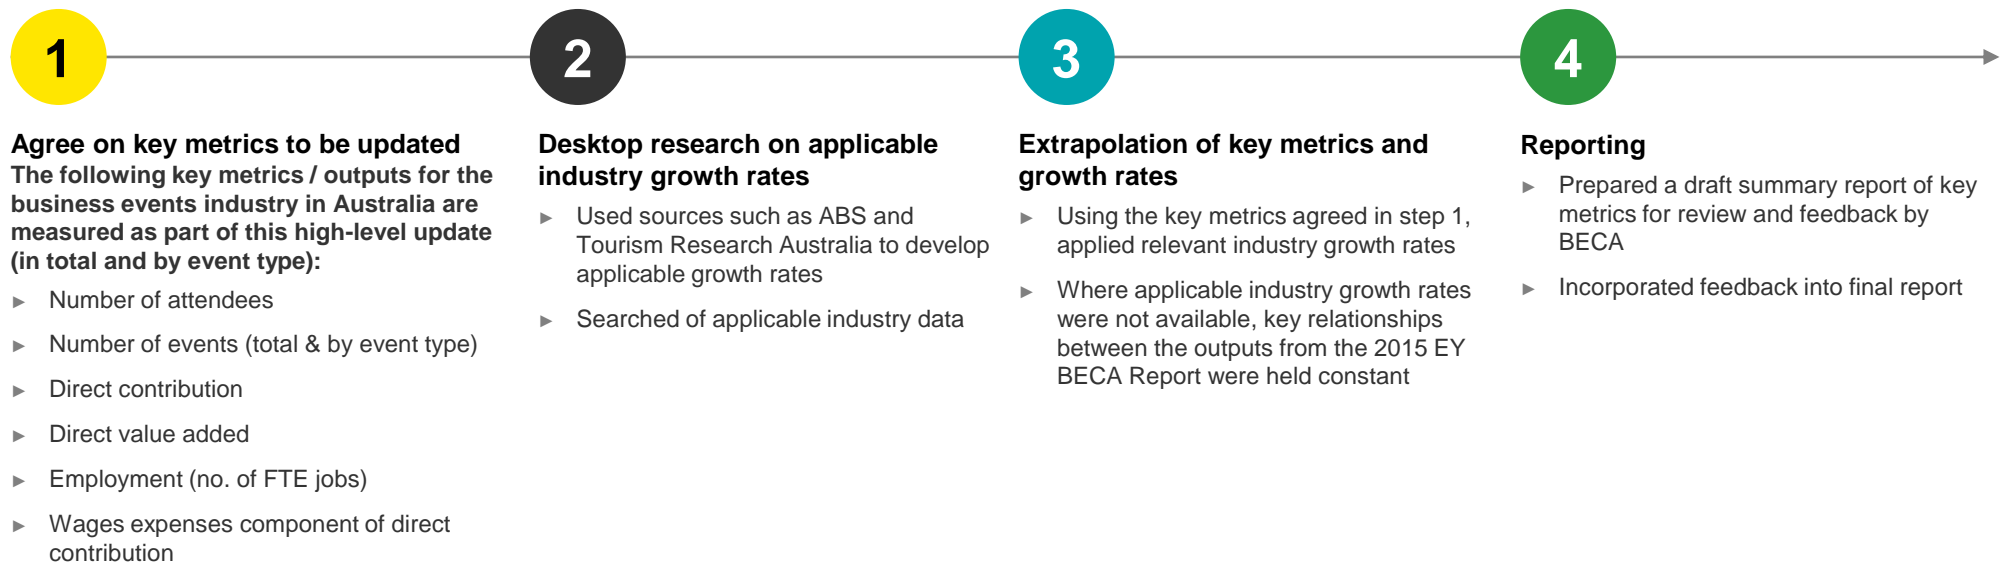 1
Agree on key metrics to be updated
The following key metrics / outputs for the
business events industry in Australia are
measured as part of this high-level update
(in total and by event type):
► Number of attendees
► Number of events (total & by event type)
► Direct contribution
► Direct value added
► Employment (no. of FTE jobs)
► Wages expenses component of direct
contribution
2
Desktop research on applicable
industry growth rates
► Used sources such as ABS and
Tourism Research Australia to develop
applicable growth rates
► Searched of applicable industry data
3
Extrapolation of key metrics and
growth rates
► Using the key metrics agreed in step 1,
applied relevant industry growth rates
► Where applicable industry growth rates
were not available, key relationships
between the outputs from the 2015 EY
BECA Report were held constant
4
Reporting
► Prepared a draft summary report of key
metrics for review and feedback by
BECA
► Incorporated feedback into final report